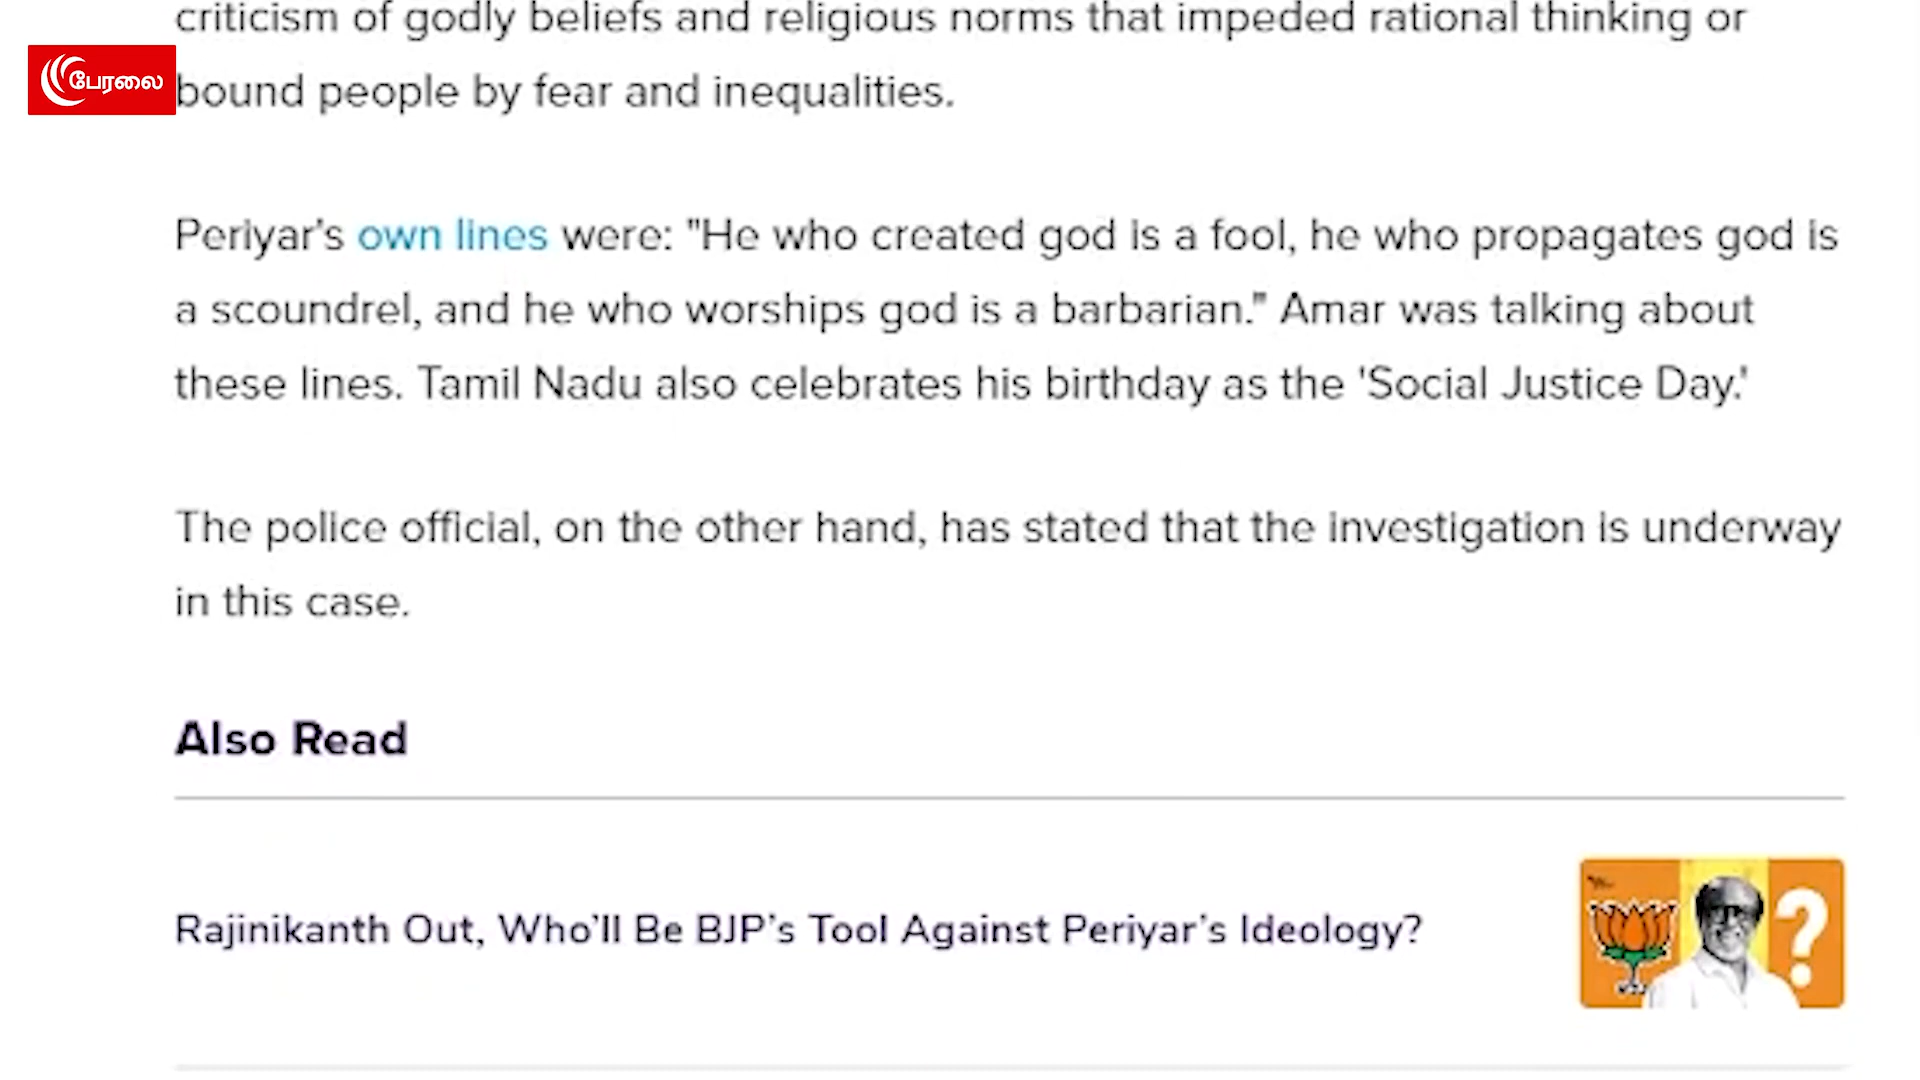 criticism of godly beliefs and religious norms that impeded rational thinking or
பேரலை
bound people by fear and inequalities.
Periyar's own lines were: "He who created god is a fool, he who propagates god is
a scoundrel, and he who worships god is a barbarian." Amar was talking about
these lines. Tamil Nadu also celebrates his birthday as the 'Social Justice Day.'
The police official, on the other hand, has stated that the investigation is underway
in this case.
Also Read
Rajinikanth Out, Who'll Be BJP's Tool Against Periyar's Ideology?
?